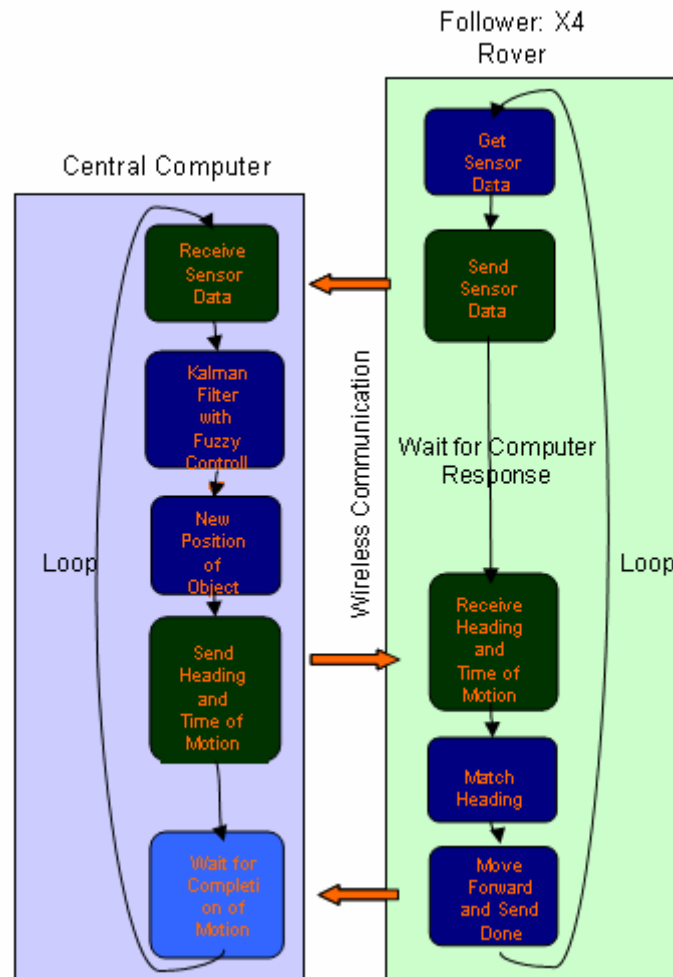 Follower: X4
Rover
Central Computer
Receive
Sensor
Data
Kalman
Filter
with
Fuzzy
Controll
New
Position
of
Object
Send
Heading
and
Time of
Motion
Wait for
Completi
on of
Motion
Loop
Wireless Communication
Get
Sensor
Data
Send
Sensor
Data
Wait for Computer
Response
Receive
Heading
and
Time of
Motion
Match
Heading
Move
Forward
and Send
Done
Loop